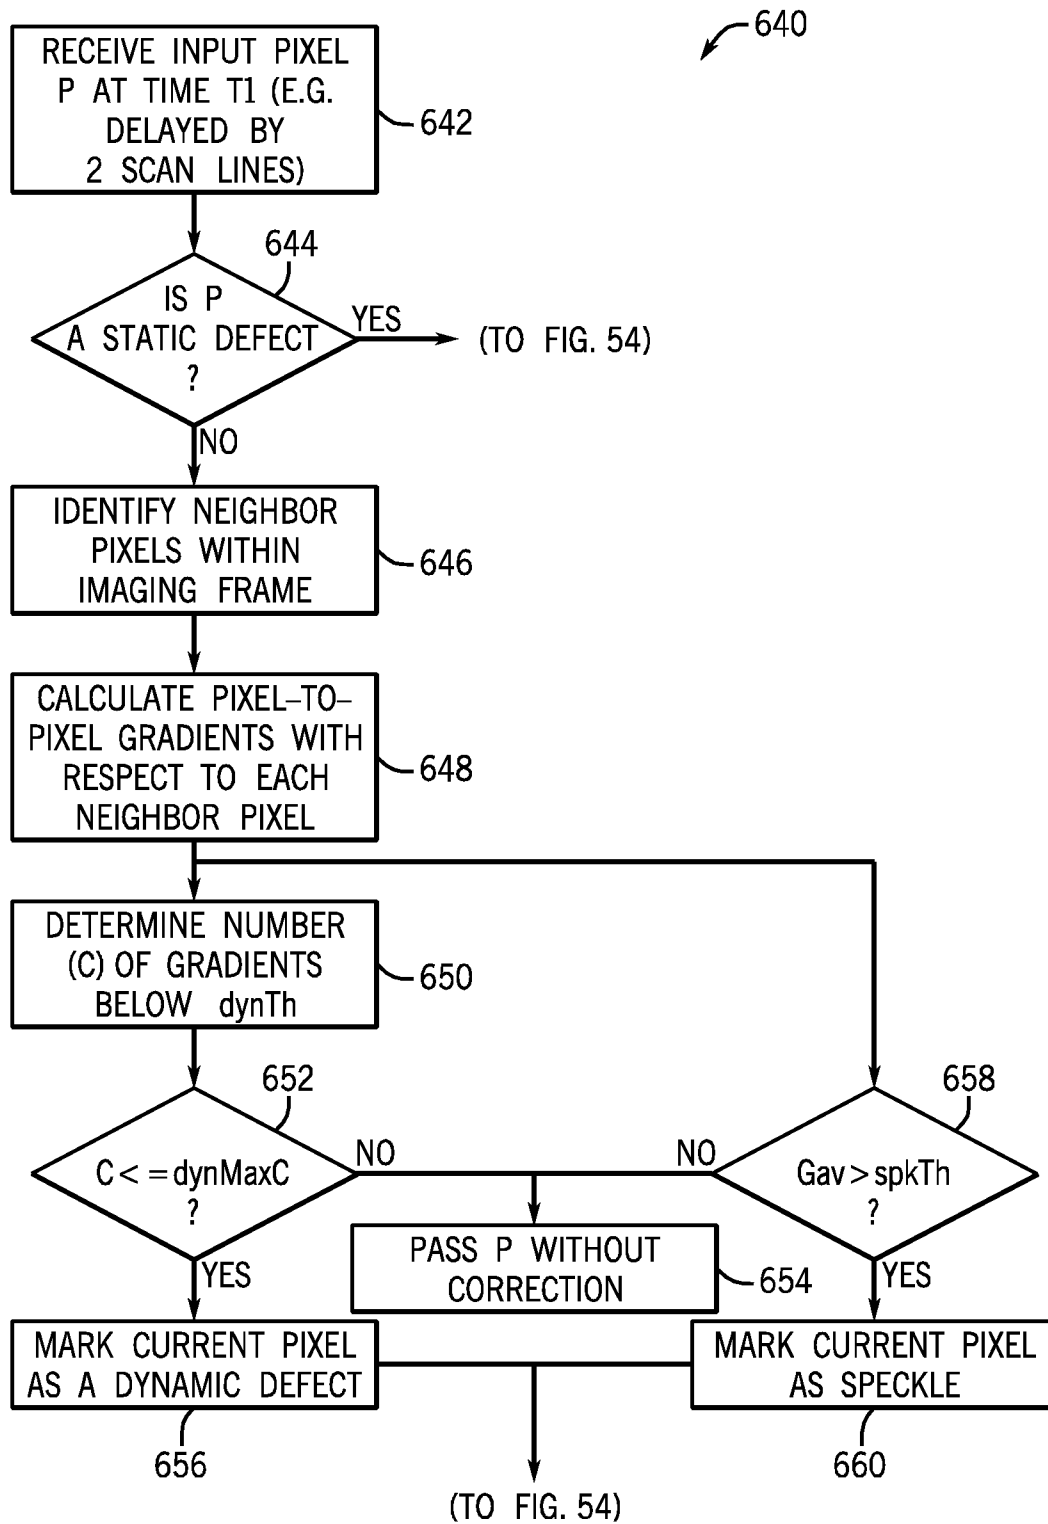 640
RECEIVE INPUT PIXEL
P AT TIME T1 (E.G.
DELAYED BY
2 SCAN LINES)
642
644
IS P
A STATIC DEFECT
?
YES
(TO FIG. 54)
NO
IDENTIFY NEIGHBOR
PIXELS WITHIN
IMAGING FRAME
646
CALCULATE PIXEL–TO–
PIXEL GRADIENTS WITH
RESPECT TO EACH
NEIGHBOR PIXEL
648
DETERMINE NUMBER
(C) OF GRADIENTS
BELOW dynTh
650
652
C<=dynMaxC
?
NO
YES
658
Gav>spkTh
?
NO
YES
PASS P WITHOUT
CORRECTION
654
MARK CURRENT PIXEL
AS A DYNAMIC DEFECT
656
MARK CURRENT PIXEL
AS SPECKLE
660
(TO FIG. 54)